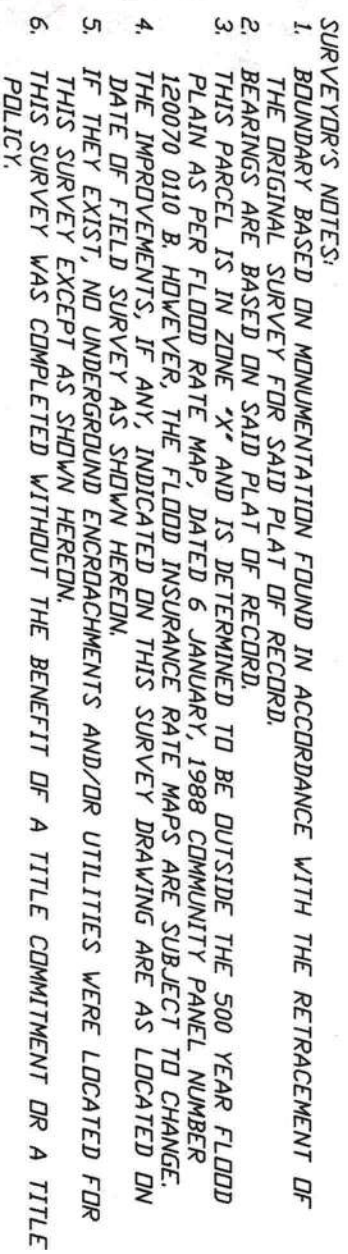 SURVEYOR'S NOTES:
1. BOUNDARY BASED ON MONUMENTATION FOUND IN ACCORDANCE WITH THE RETRACEMENT OF
THE ORIGINAL SURVEY FOR SAID PLAT OF RECORD.
2. BEARINGS ARE BASED ON SAID PLAT OF RECORD.
3. THIS PARCEL IS IN ZONE "X" AND IS DETERMINED TO BE OUTSIDE THE 500 YEAR FLOOD
PLAIN AS PER FLOOD RATE MAP, DATED 6 JANUARY, 1988 COMMUNITY PANEL NUMBER
120070 0110 B. HOWEVER, THE FLOOD INSURANCE RATE MAPS ARE SUBJECT TO CHANGE.
4. THE IMPROVEMENTS, IF ANY, INDICATED ON THIS SURVEY DRAWING ARE AS LOCATED ON
DATE OF FIELD SURVEY AS SHOWN HEREON.
5. IF THEY EXIST, NO UNDERGROUND ENCROACHMENTS AND/OR UTILITIES WERE LOCATED FOR
THIS SURVEY EXCEPT AS SHOWN HEREON.
6. THIS SURVEY WAS COMPLETED WITHOUT THE BENEFIT OF A TITLE COMMITMENT OR A TITLE
POLICY.